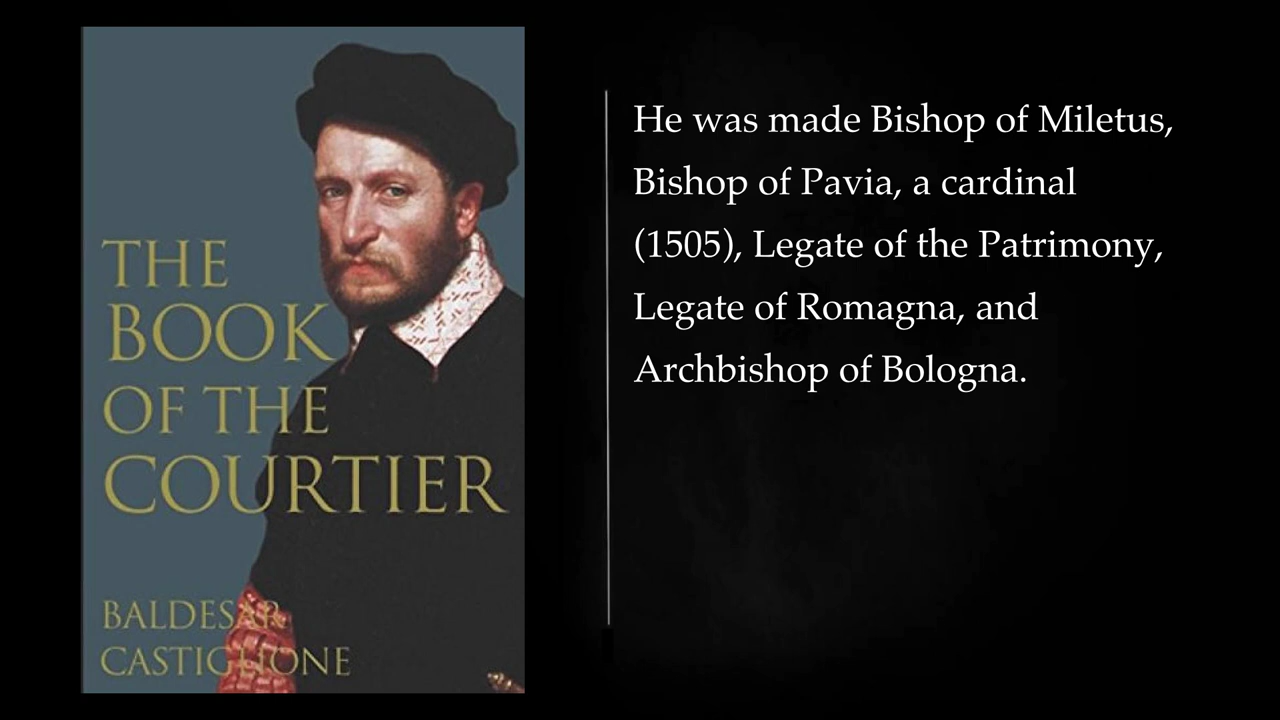 THE
BOOK
OF THE
COURTIER
BALDESAR
CASTIGLIONE
He was made Bishop of Miletus,
Bishop of Pavia, a cardinal
(1505), Legate of the Patrimony,
Legate of Romagna, and
Archbishop of Bologna.